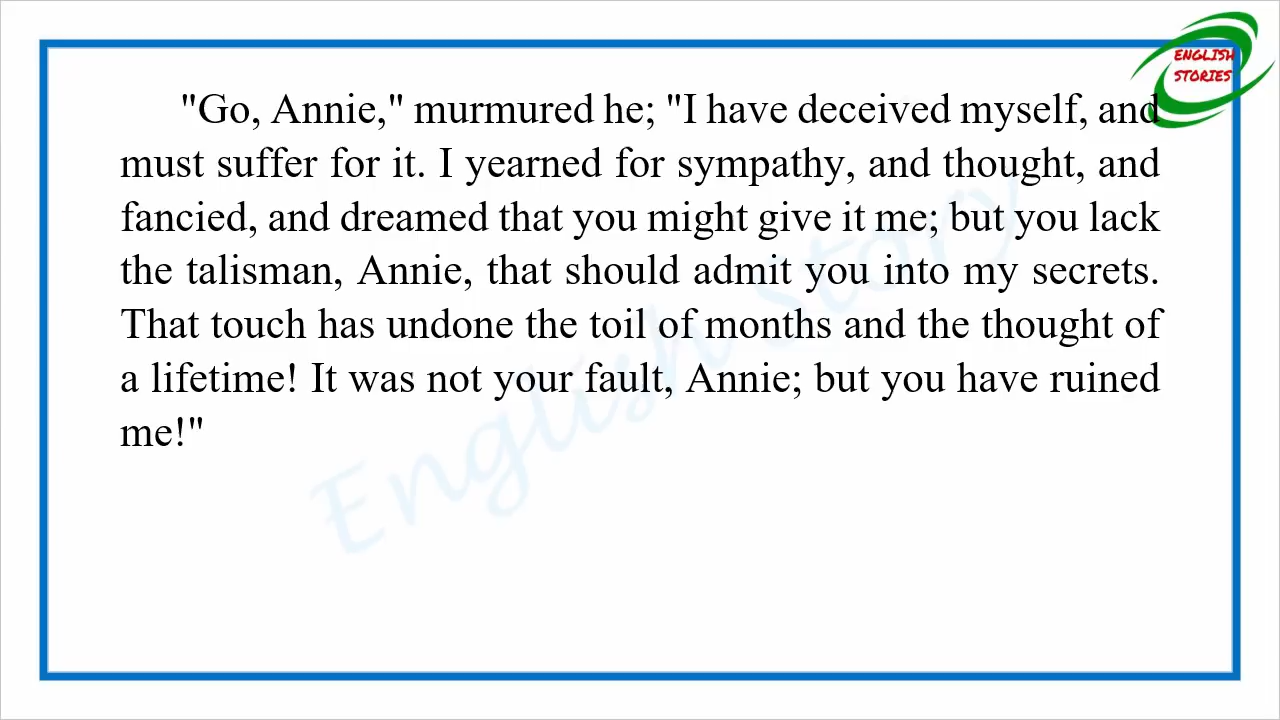 ENGLISH
STORIES
"Go, Annie," murmured he; "I have deceived myself, and
must suffer for it. I yearned for sympathy, and thought, and
fancied, and dreamed that you might give it me; but you lack
the talisman, Annie, that should admit you into my secrets.
That touch has undone the toil of months and the thought of
a lifetime! It was not your fault, Annie; but you have ruined
me!"
English Story